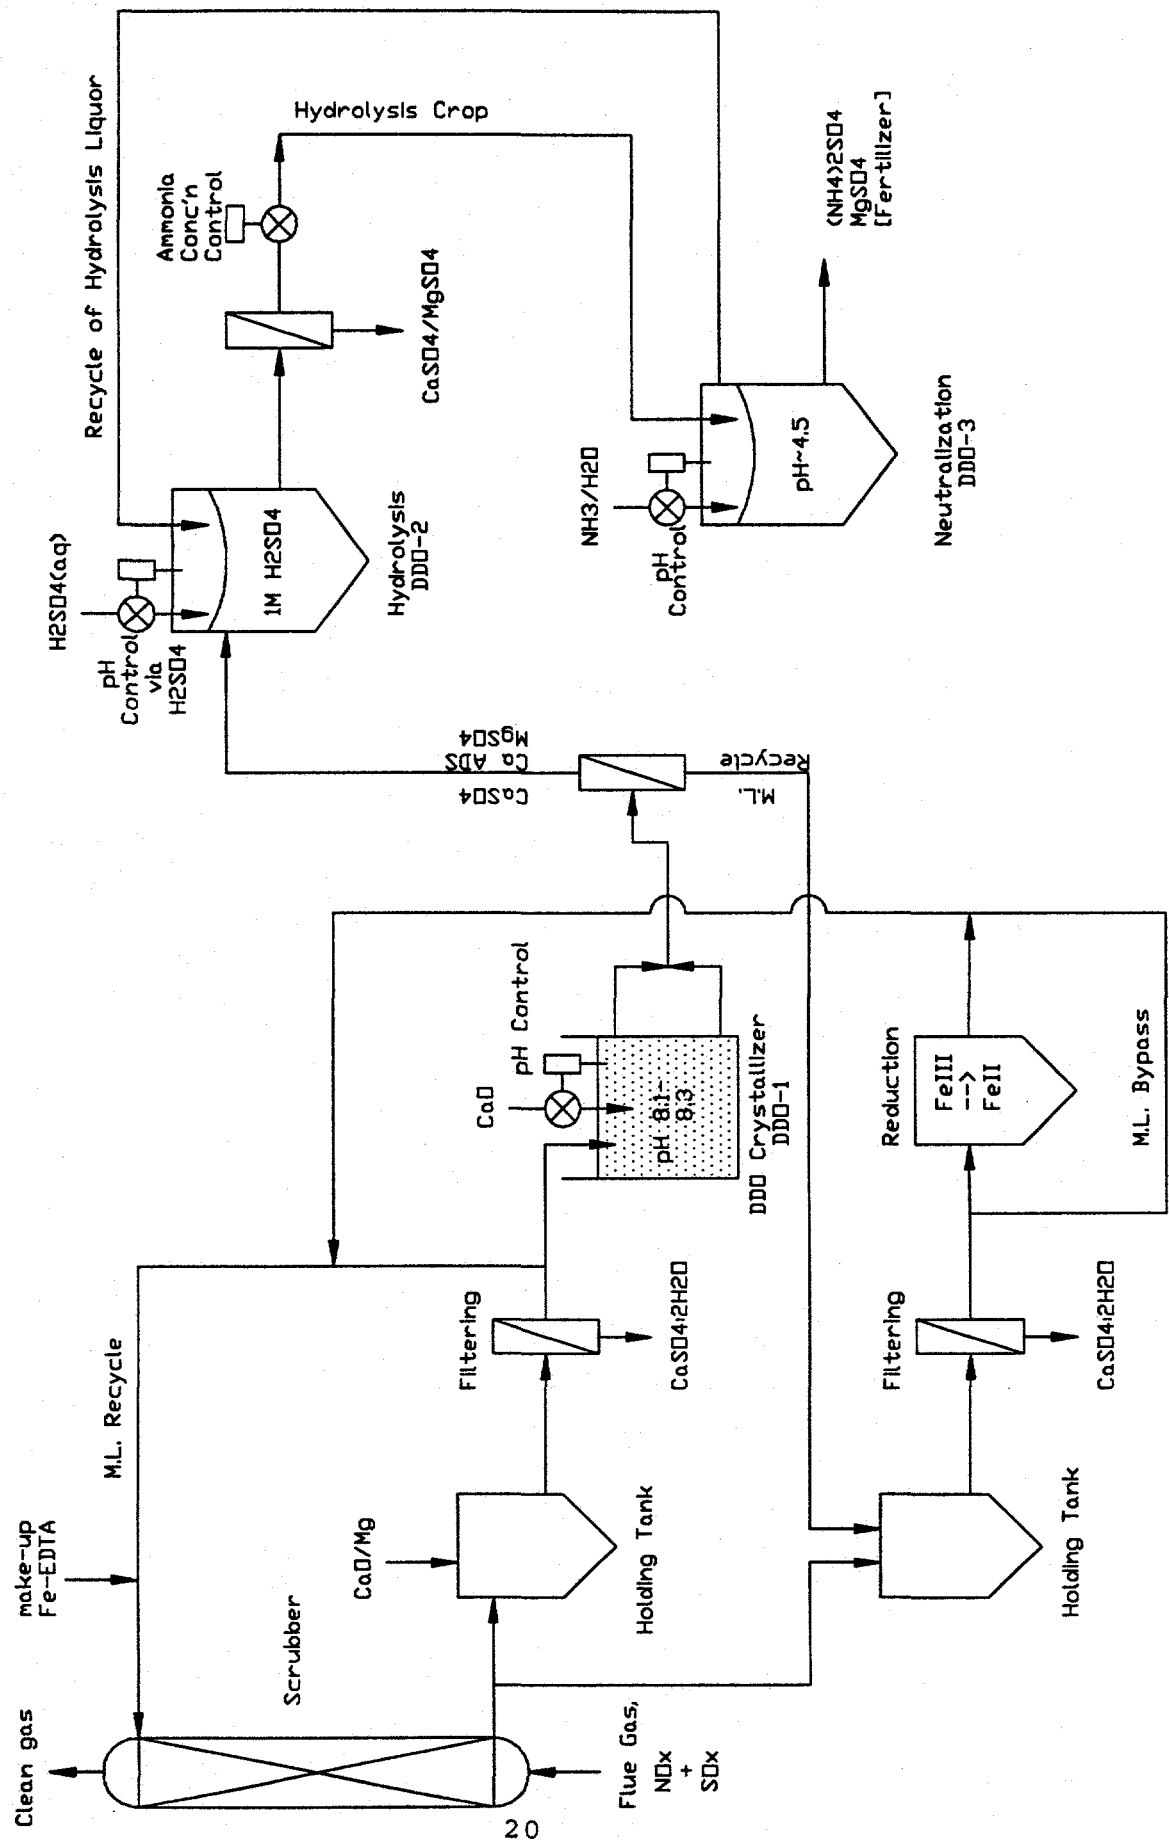 Clean gas
make-up
Fe-EDTA
M.L. Recycle
Scrubber
Flue Gas,
NOx
+
SOx
CaO/Mg
Holding Tank
Filtering
CaSO4:2H2O
CaO
pH Control
pH 8.1-
8.3
DDO Crystallizer
DDO-1
Holding Tank
Filtering
CaSO4:2H2O
Reduction
FeIII
-->
FeII
M.L. Bypass
CaSO4
Ca ADS
MgSO4
M.L.
Recycle
H2SO4(aq)
pH
Control
via
H2SO4
1M H2SO4
Hydrolysis
DDO-2
Recycle of Hydrolysis Liquor
Ammonia
Conc'n
Control
CaSO4/MgSO4
Hydrolysis Crop
NH3/H2O
pH
Control
pH~4.5
Neutralization
DDO-3
(NH4)2SO4
MgSO4
[Fertilizer]
20